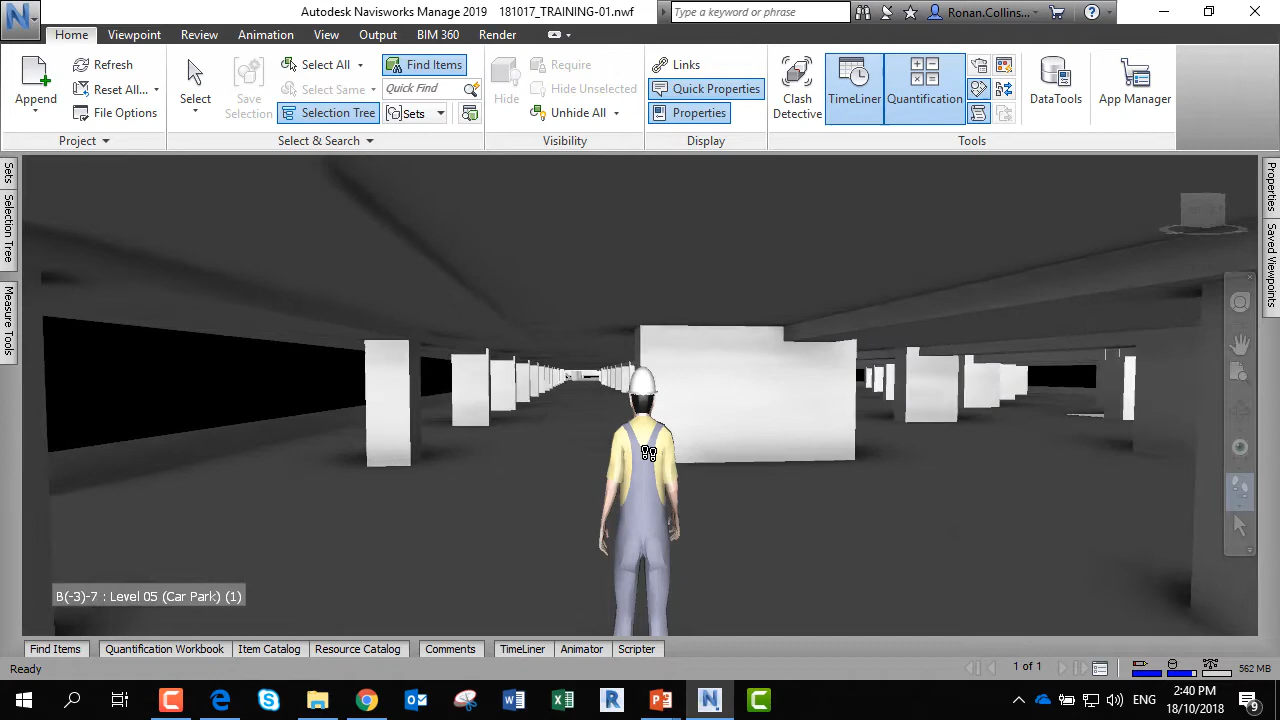 Autodesk Navisworks Manage 2019 181017_TRAINING-01.nwf
Type a keyword or phrase
Ronan.Collins...
Home Viewpoint Review Animation View Output BIM 360 Render
Append
Refresh
Reset All...
File Options
Project
Select
Save Selection
Select All
Select Same
Selection Tree
Find Items
Quick Find
Sets
Select & Search
Hide
Require
Hide Unselected
Unhide All
Visibility
Links
Quick Properties
Properties
Display
Clash Detective
TimeLiner
Quantification
DataTools
App Manager
Tools
Sets
Selection Tree
Measure Tools
Properties
Saved Viewpoints
B(-3)-7 : Level 05 (Car Park) (1)
Find Items Quantification Workbook Item Catalog Resource Catalog Comments TimeLiner Animator Scripter
Ready
1 of 1
562 MB
ENG
2:40 PM
18/10/2018
9